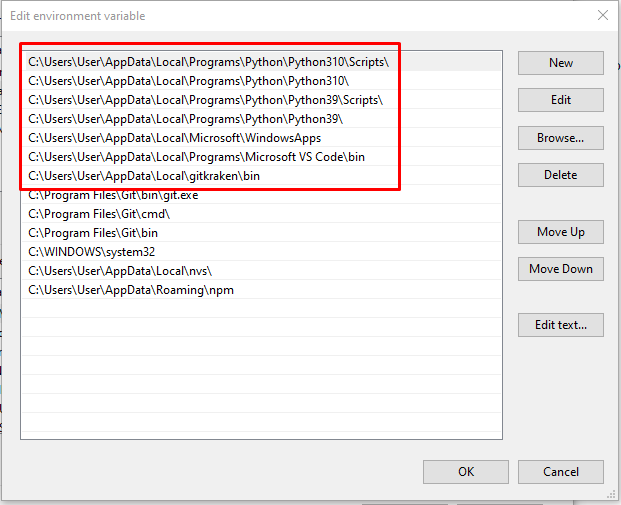 Edit environment variable
C:\Users\User\AppData\Local\Programs\Python\Python310\Scripts\
C:\Users\User\AppData\Local\Programs\Python\Python310\
C:\Users\User\AppData\Local\Programs\Python\Python39\Scripts\
C:\Users\User\AppData\Local\Programs\Python\Python39\
C:\Users\User\AppData\Local\Microsoft\WindowsApps
C:\Users\User\AppData\Local\Programs\Microsoft VS Code\bin
C:\Users\User\AppData\Local\gitkraken\bin
C:\Program Files\Git\bin\git.exe
C:\Program Files\Git\cmd\
C:\Program Files\Git\bin
C:\WINDOWS\system32
C:\Users\User\AppData\Local\nvs\
C:\Users\User\AppData\Roaming\npm
New
Edit
Browse...
Delete
Move Up
Move Down
Edit text...
OK
Cancel